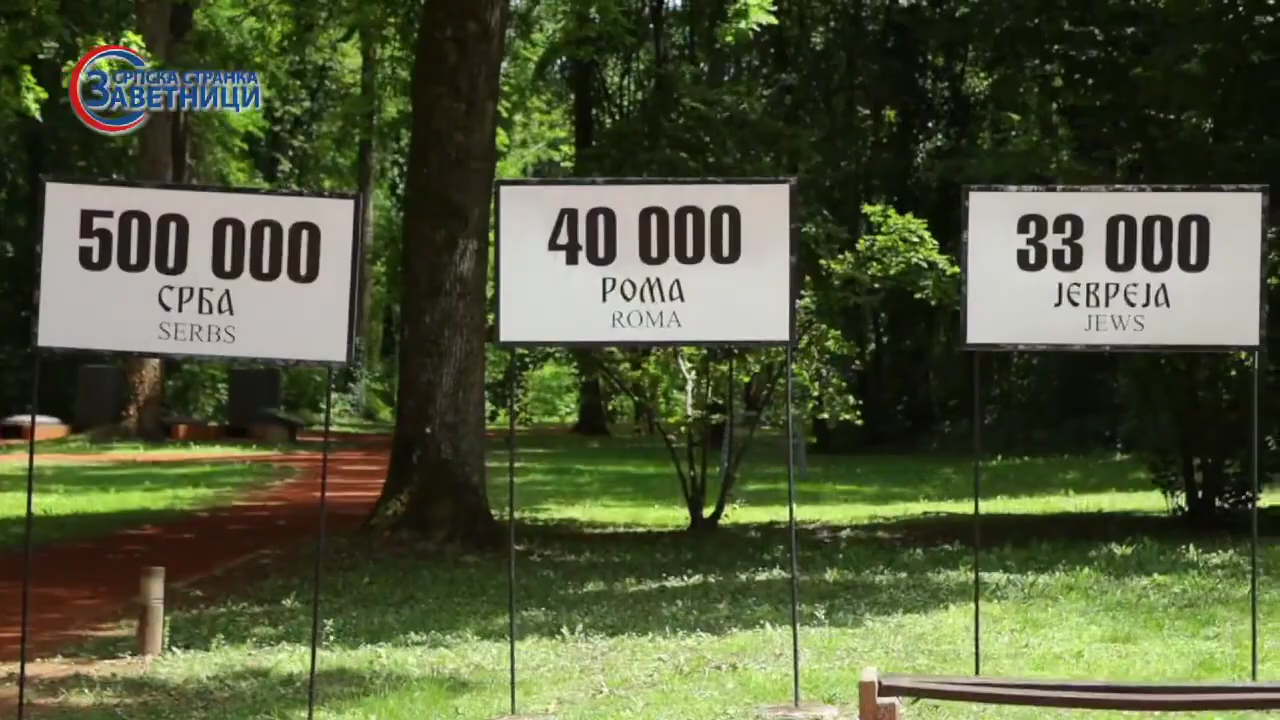 СРПСКА СТРАНКА
ЗАВЕТНИЦИ
500 000
СРБА
SERBS
40 000
РОМА
ROMA
33 000
ЈЕВРЕЈА
JEWS